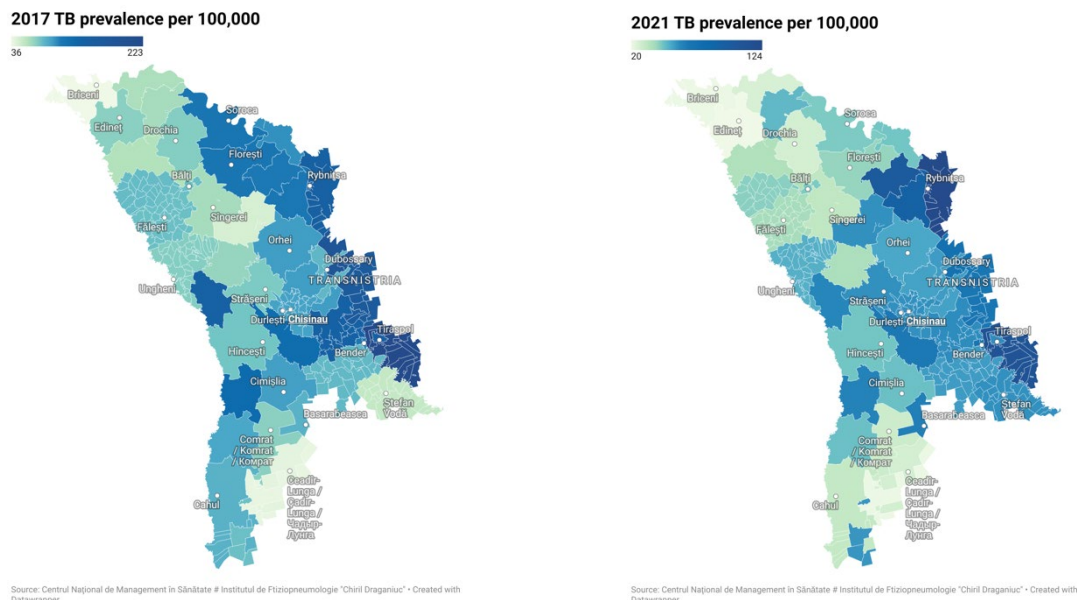 2017 TB prevalence per 100,000
36 223
Briceni
Edineț
Drochia
Soroca
Florești
Bălți
Rybnitsa
Sîngerei
Fălești
Orhei
Dubossary
TRANSNISTRIA
Ungheni
Strășeni
Durlești Chisinau
Tiraspol
Hîncești
Bender
Cimișlia
Ștefan
Vodă
Basarabeasca
Comrat
/ Komrat
/ Комрат
Ceadîr-
Lunga /
Çadır-
Lunga /
Чадыр-
Лунга
Cahul
Source: Centrul Național de Management în Sănătate # Institutul de Ftiziopneumologie "Chiril Draganiuc" • Created with
Datawrapper
2021 TB prevalence per 100,000
20 124
Briceni
Edineț
Drochia
Soroca
Florești
Bălți
Rybnitsa
Sîngerei
Fălești
Orhei
Dubossary
TRANSNISTRIA
Ungheni
Strășeni
Durlești Chisinau
Tiraspol
Hîncești
Bender
Cimișlia
Ștefan
Vodă
Basarabeasca
Comrat
/ Komrat
/ Комрат
Ceadîr-
Lunga /
Çadır-
Lunga /
Чадыр-
Лунга
Cahul
Source: Centrul Național de Management în Sănătate # Institutul de Ftiziopneumologie "Chiril Draganiuc" • Created with
Datawrapper